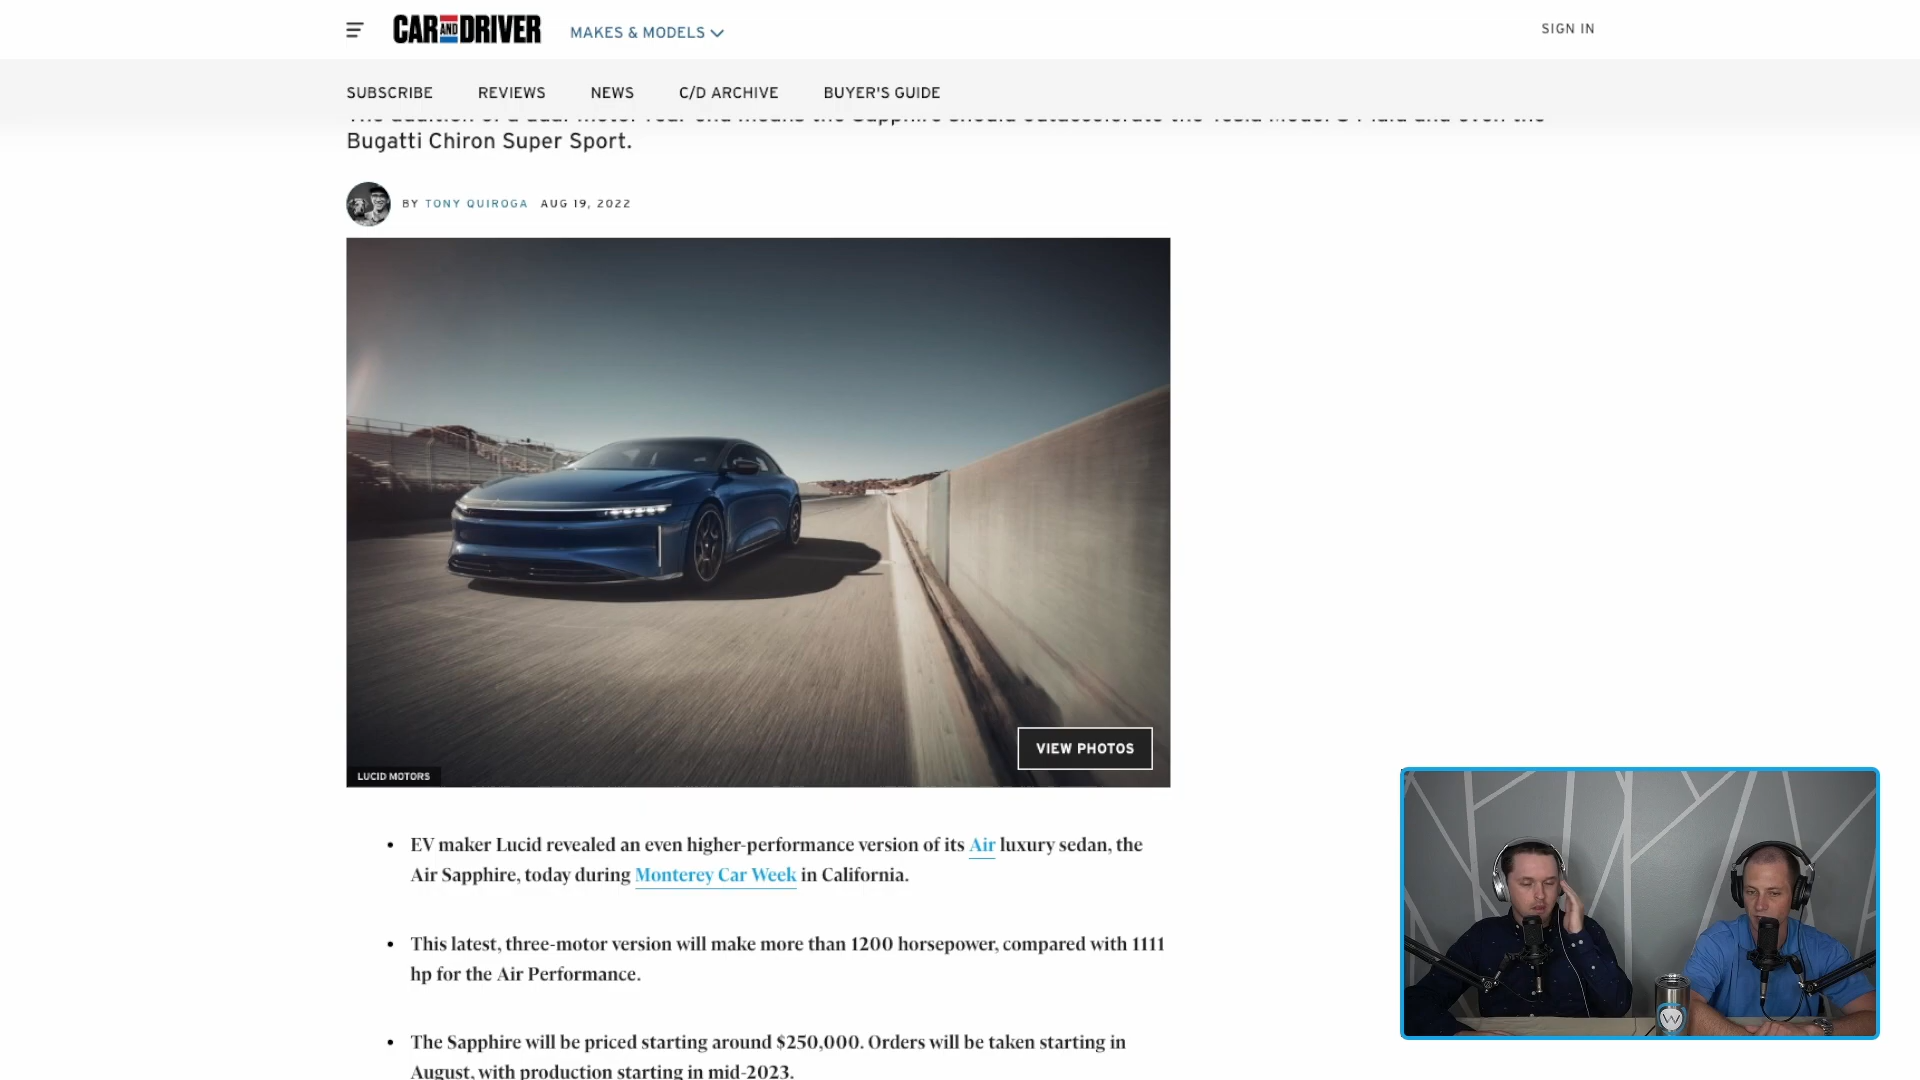 CAR AND DRIVER
MAKES & MODELS
SIGN IN
SUBSCRIBE
REVIEWS
NEWS
C/D ARCHIVE
BUYER'S GUIDE
The addition of a dual-motor rear end means the Sapphire should outaccelerate the Tesla Model S Plaid and even the
Bugatti Chiron Super Sport.
BY TONY QUIROGA AUG 19, 2022
VIEW PHOTOS
LUCID MOTORS
• EV maker Lucid revealed an even higher-performance version of its Air luxury sedan, the
Air Sapphire, today during Monterey Car Week in California.
• This latest, three-motor version will make more than 1200 horsepower, compared with 1111
hp for the Air Performance.
• The Sapphire will be priced starting around $250,000. Orders will be taken starting in
August, with production starting in mid-2023.
W